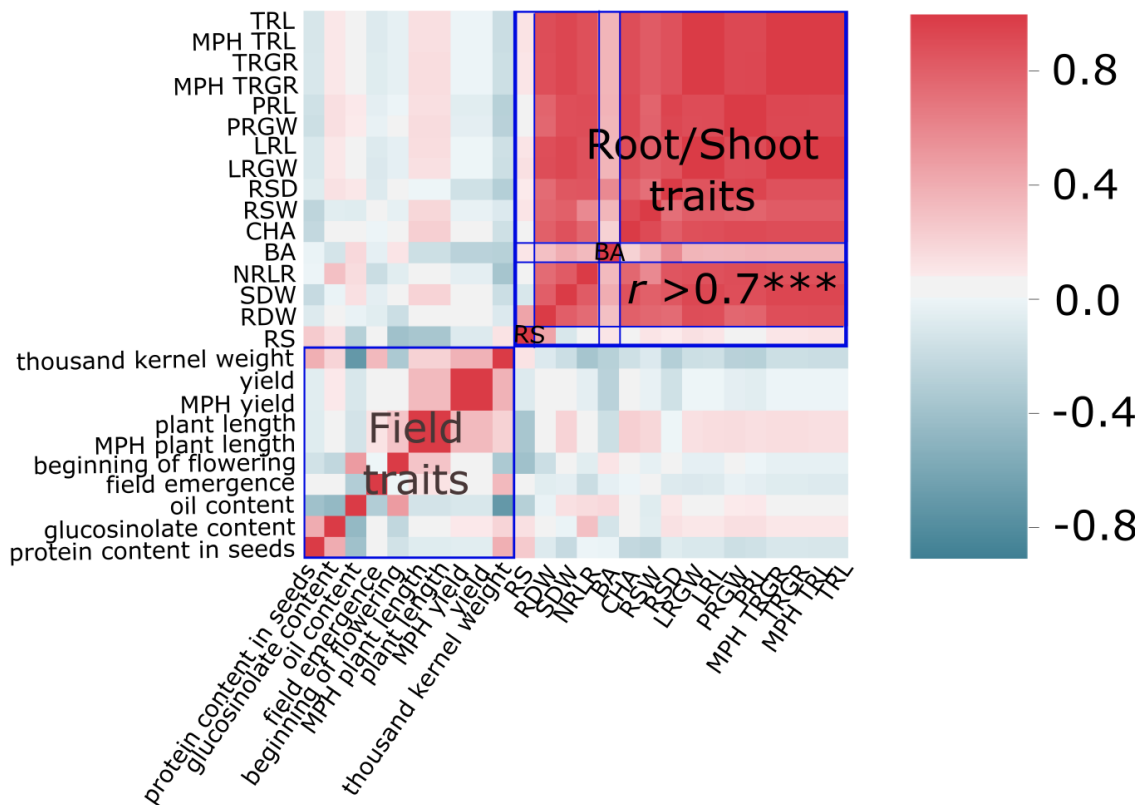 TRL
MPH TRL
TRGR
MPH TRGR
PRL
PRGW
LRL
LRGW
RSD
RSW
CHA
BA
NRLR
SDW
RDW
RS
thousand kernel weight
yield
MPH yield
plant length
MPH plant length
beginning of flowering
field emergence
oil content
glucosinolate content
protein content in seeds
Root/Shoot
traits
BA
r >0.7***
RS
Field
traits
protein content in seeds
glucosinolate content
oil content
field emergence
beginning of flowering
MPH plant length
plant length
MPH yield
yield
thousand kernel weight
RS
RDW
SDW
NRLR
BA
CHA
RSW
RSD
LRGW
LRL
PRGW
PRL
MPH TRGR
TRGR
MPH TRL
TRL
0.8
0.4
0.0
-0.4
-0.8